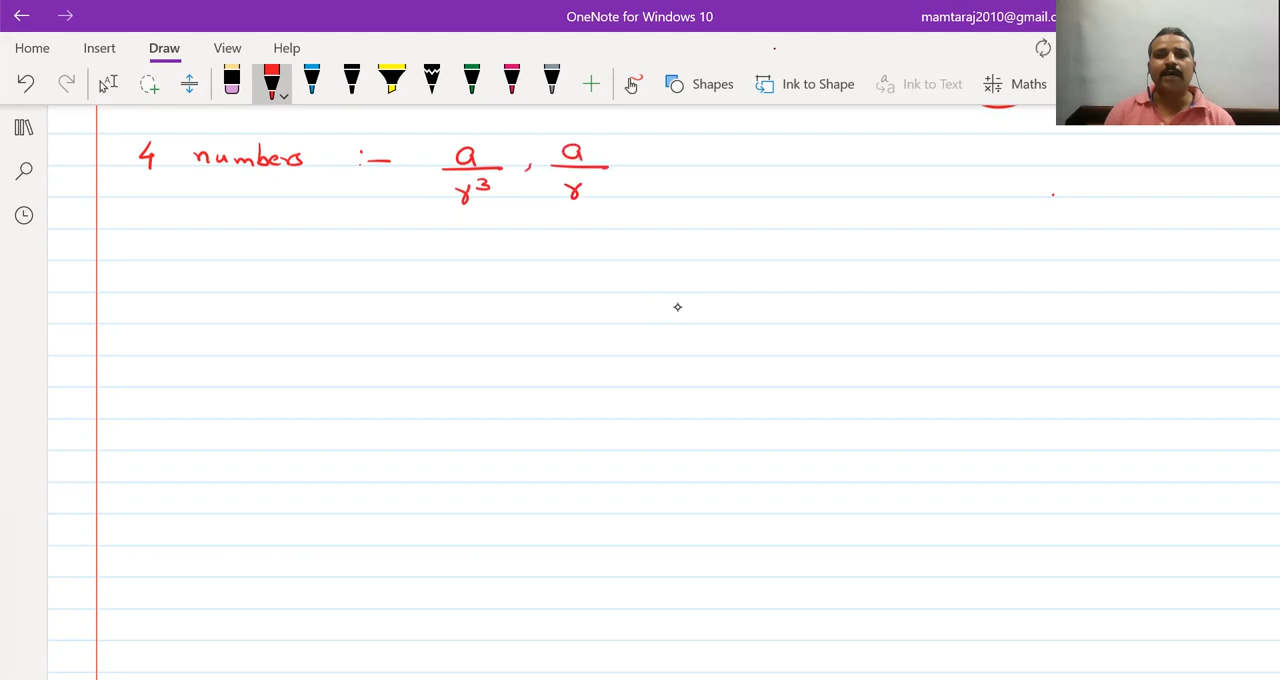 OneNote for Windows 10 mamtaraj2010@gmail.c
Home Insert Draw View Help
Shapes Ink to Shape Ink to Text Maths
4 numbers :- a/r³ , a/r